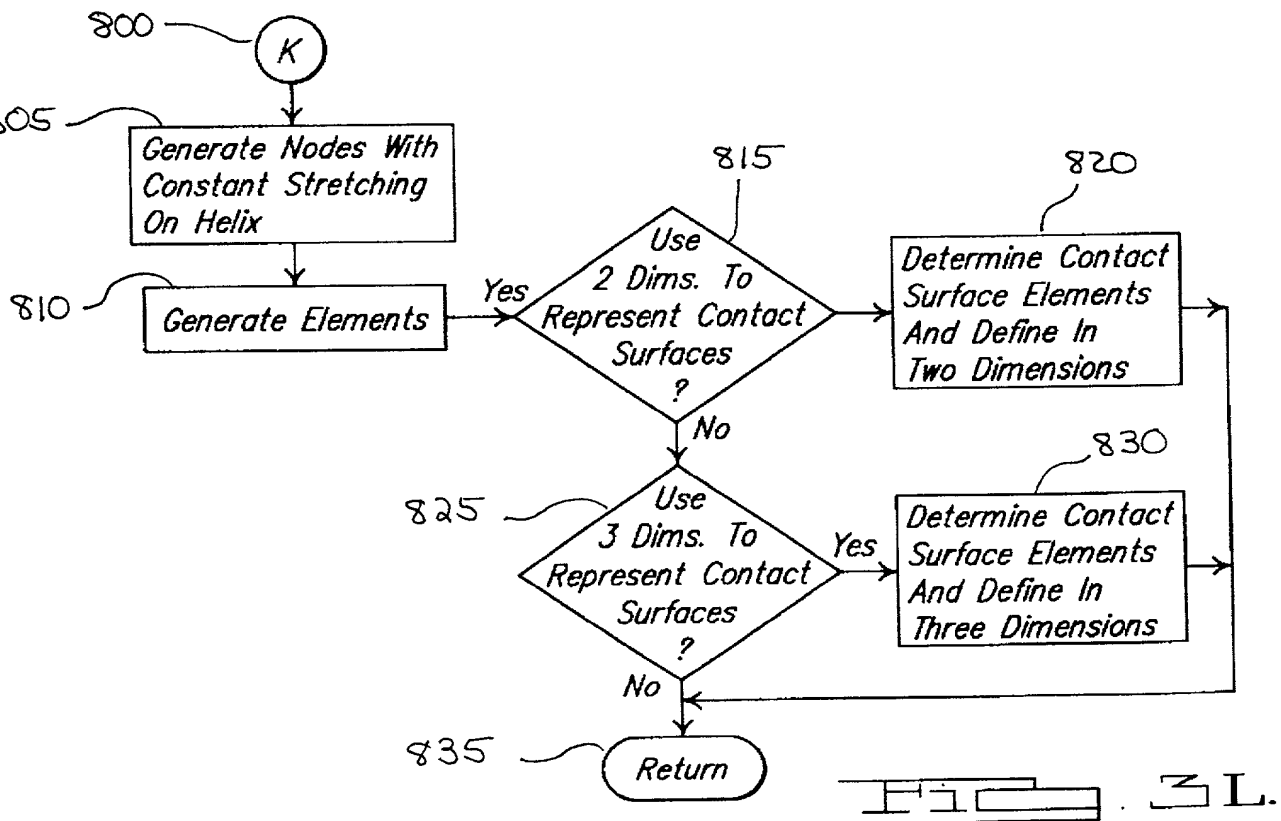 800
K
805
Generate Nodes With
Constant Stretching
On Helix
810
Generate Elements
Yes
815
Use
2 Dims. To
Represent Contact
Surfaces
?
820
Determine Contact
Surface Elements
And Define In
Two Dimensions
No
825
Use
3 Dims. To
Represent Contact
Surfaces
?
Yes
830
Determine Contact
Surface Elements
And Define In
Three Dimensions
No
835
Return
Fig. 3L.